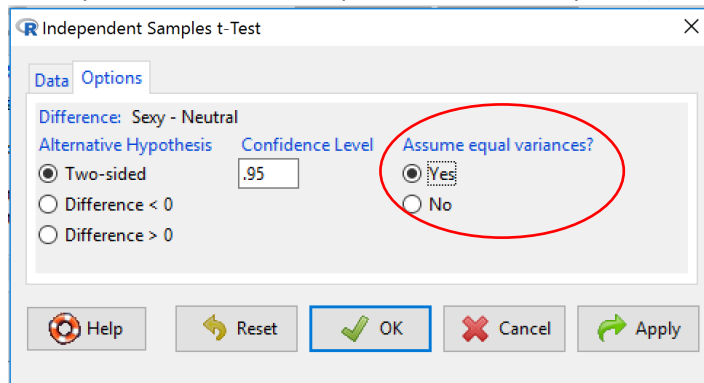 Independent Samples t-Test
Data Options
Difference: Sexy - Neutral
Alternative Hypothesis Confidence Level Assume equal variances?
Two-sided .95 Yes
Difference < 0 No
Difference > 0
Help Reset OK Cancel Apply